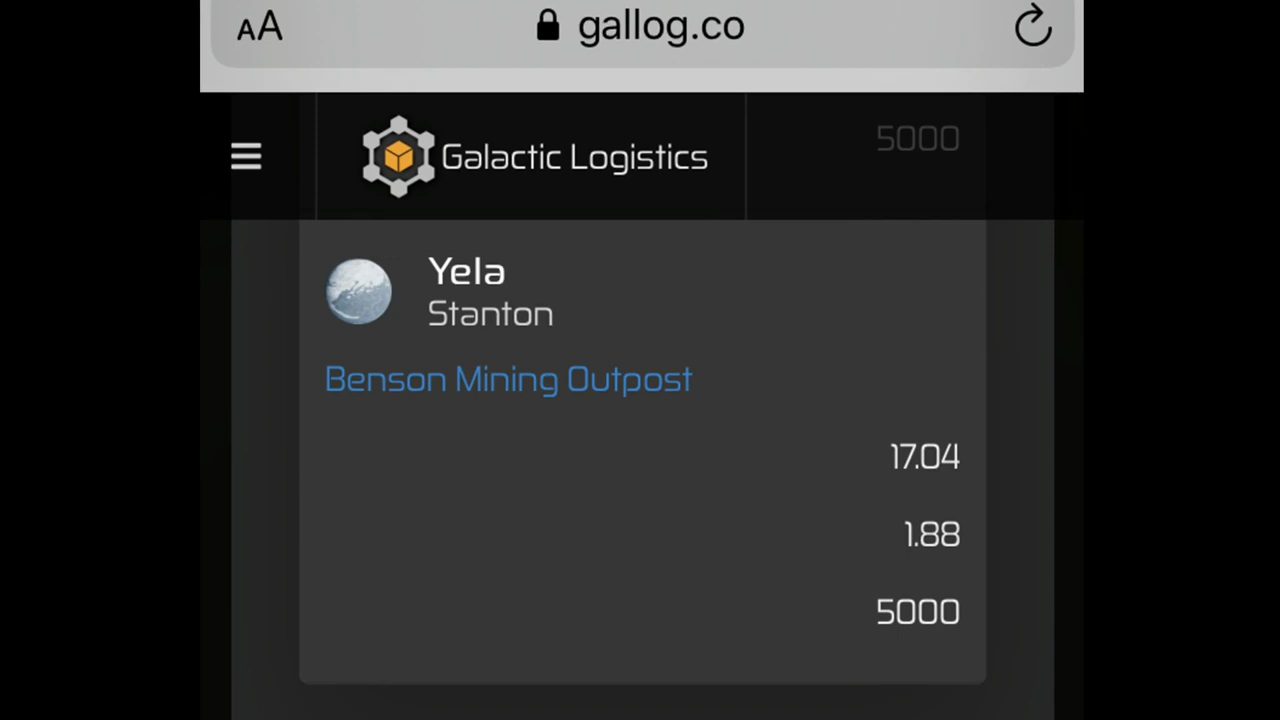 AA gallog.co
Galactic Logistics 5000
Yela
Stanton
Benson Mining Outpost
17.04
1.88
5000